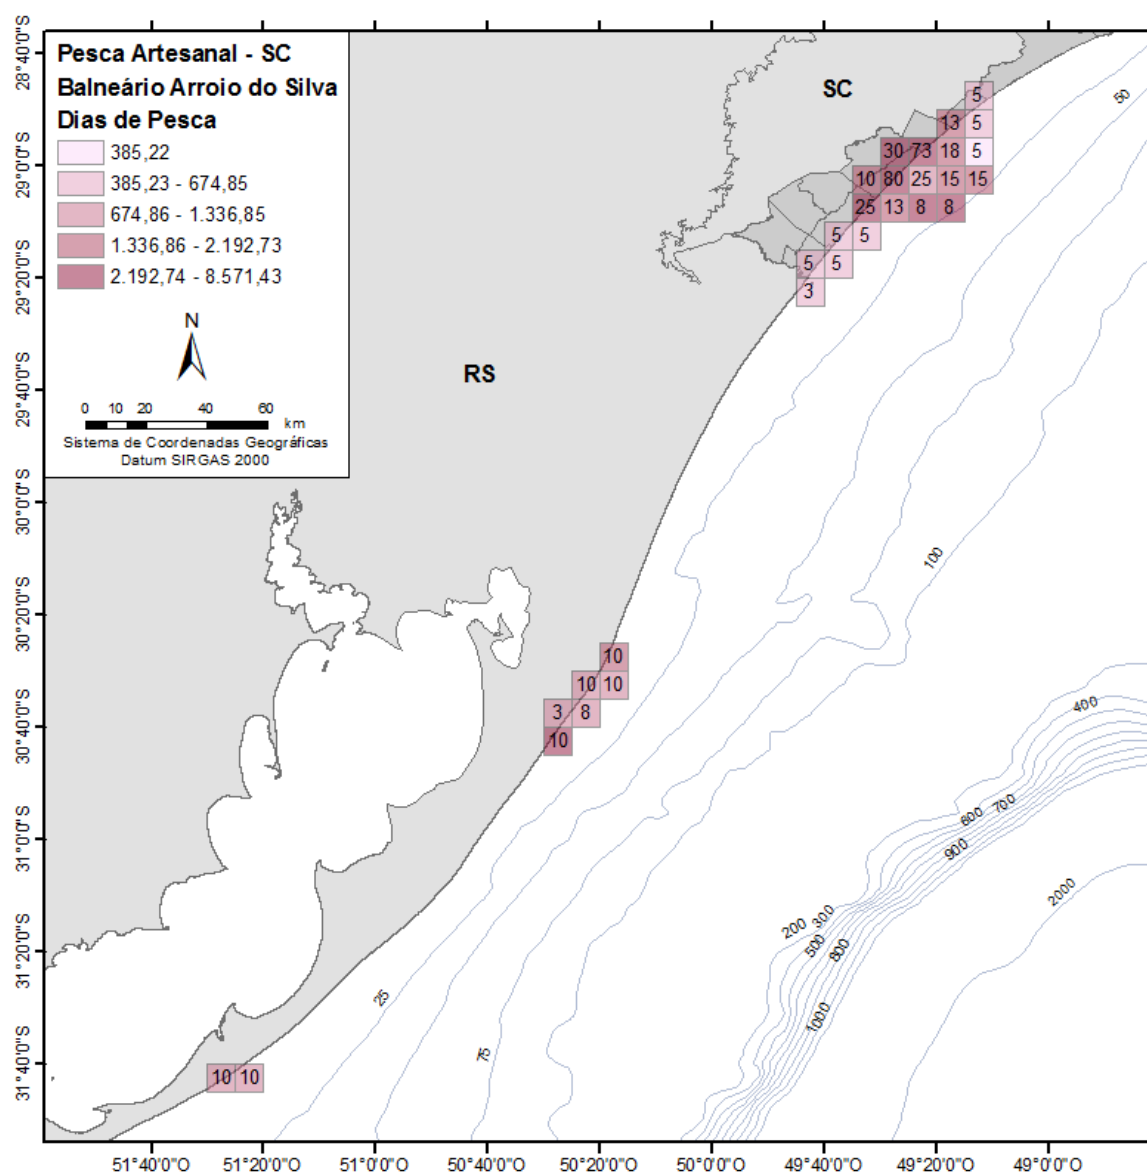 Pesca Artesanal - SC
Balneário Arroio do Silva
Dias de Pesca
385,22
385,23 - 674,85
674,86 - 1.336,85
1.336,86 - 2.192,73
2.192,74 - 8.571,43
N
0 10 20 40 60
km
Sistema de Coordenadas Geográficas
Datum SIRGAS 2000
SC
RS
5
13 5
30 73 18 5
10 80 25 15 15
25 13 8 8
5 5
5 5
3
10
10 10
3 8
10
10 10
50
100
400
600
700
900
2000
200
300
500
800
1000
25
75
28°40'0"S
29°0'0"S
29°20'0"S
29°40'0"S
30°0'0"S
30°20'0"S
30°40'0"S
31°0'0"S
31°20'0"S
31°40'0"S
51°40'0"O 51°20'0"O 51°0'0"O 50°40'0"O 50°20'0"O 50°0'0"O 49°40'0"O 49°20'0"O 49°0'0"O